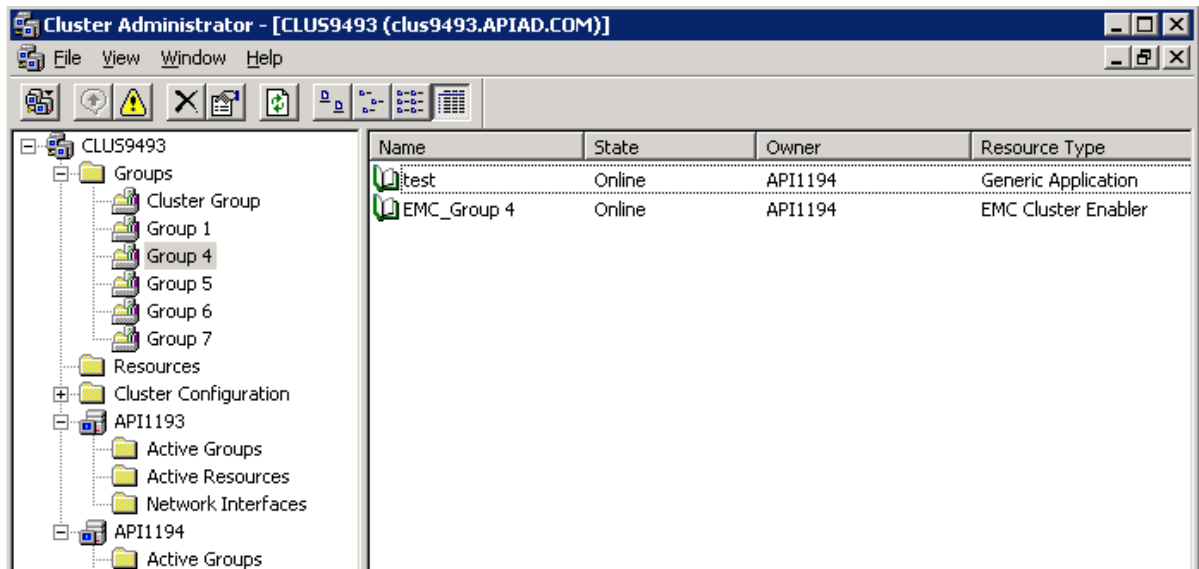 Cluster Administrator - [CLUS9493 (clus9493.APIAD.COM)]
File View Window Help
CLUS9493
Groups
Cluster Group
Group 1
Group 4
Group 5
Group 6
Group 7
Resources
Cluster Configuration
API1193
Active Groups
Active Resources
Network Interfaces
API1194
Active Groups
Name State Owner Resource Type
test Online API1194 Generic Application
EMC_Group 4 Online API1194 EMC Cluster Enabler